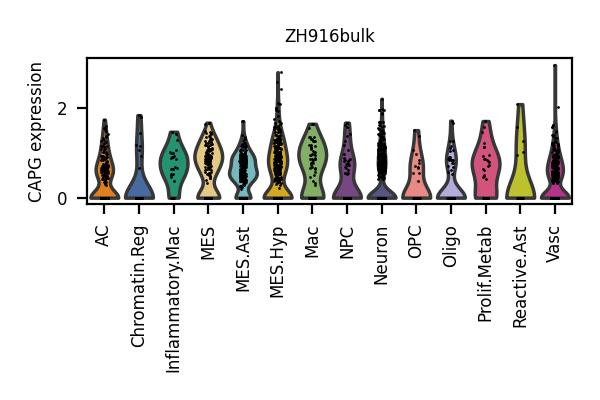 ZH916bulk
CAPG expression
2
0
AC
Chromatin.Reg
Inflammatory.Mac
MES
MES.Ast
MES.Hyp
Mac
NPC
Neuron
OPC
Oligo
Prolif.Metab
Reactive.Ast
Vasc